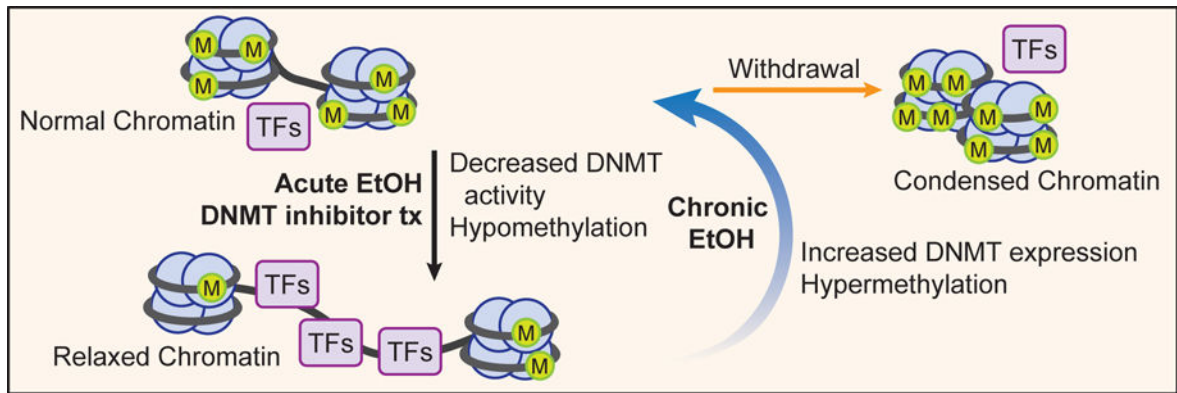 M
M
M
M
M
M
Normal Chromatin
TFs
Acute EtOH
DNMT inhibitor tx
Decreased DNMT
activity
Hypomethylation
M
TFs
TFs
TFs
M
M
Relaxed Chromatin
Chronic
EtOH
Increased DNMT expression
Hypermethylation
Withdrawal
TFs
M
M
M
M
M
M
M
Condensed Chromatin